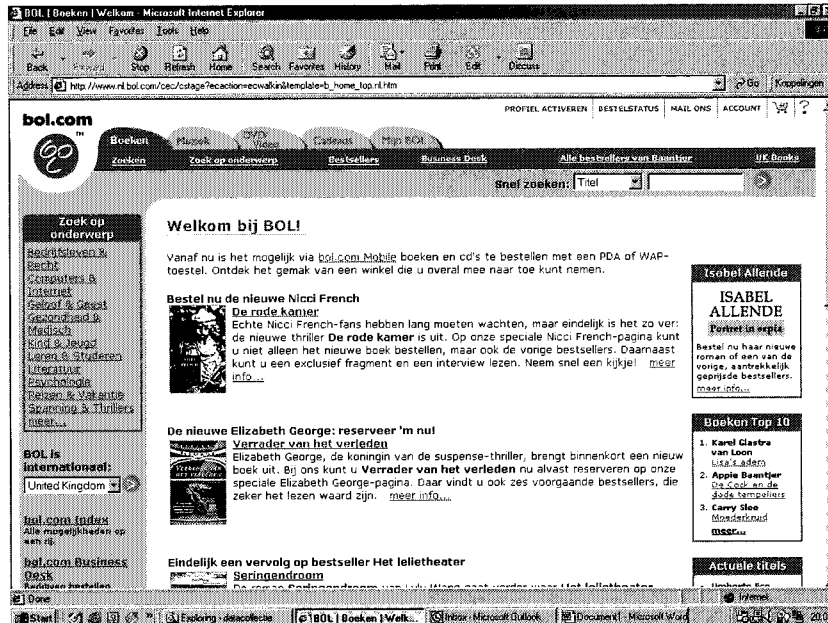 BOL | Boeken | Welkom - Microsoft Internet Explorer
File Edit View Favorites Tools Help
Back Forward Stop Refresh Home Search Favorites History Mail Print Edit Discuss
Address http://www.nl.bol.com/cec/cstage?ecaction=ecwalkin&template=b_home_top.nl.htm Go Koppelingen
PROFIEL ACTIVEREN BESTELSTATUS MAIL ONS ACCOUNT ?
bol.com
TM
Boeken Muziek DVD Video Cadeaus Mijn BOL
Zoeken Zoek op onderwerp Bestsellers Business Desk Alle bestsellers van Baantjer UK Books
Snel zoeken: Titel
Zoek op
onderwerp
Bedrijfsleven &
Recht
Computers &
Internet
Geloof & Geest
Gezondheid &
Medisch
Kind & Jeugd
Leren & Studeren
Literatuur
Psychologie
Reizen & Vakantie
Spanning & Thrillers
meer...
BOL is
internationaal:
United Kingdom
bol.com Index
Alle mogelijkheden op
een rij.
bol.com Business
Desk
Bedrijven bestellen
Welkom bij BOL!
Vanaf nu is het mogelijk via bol.com Mobile boeken en cd's te bestellen met een PDA of WAP-
toestel. Ontdek het gemak van een winkel die u overal mee naar toe kunt nemen.
Bestel nu de nieuwe Nicci French
De rode kamer
Echte Nicci French-fans hebben lang moeten wachten, maar eindelijk is het zo ver:
de nieuwe thriller De rode kamer is uit. Op onze speciale Nicci French-pagina kunt
u niet alleen het nieuwe boek bestellen, maar ook de vorige bestsellers. Daarnaast
kunt u een exclusief fragment en een interview lezen. Neem snel een kijkje! meer
info...
De nieuwe Elizabeth George: reserveer 'm nu!
Verrader van het verleden
Elizabeth George, de koningin van de suspense-thriller, brengt binnenkort een nieuw
boek uit. Bij ons kunt u Verrader van het verleden nu alvast reserveren op onze
speciale Elizabeth George-pagina. Daar vindt u ook zes voorgaande bestsellers, die
zeker het lezen waard zijn. meer info...
Eindelijk een vervolg op bestseller Het lelietheater
Seringendroom
De roman Seringendroom van Lulu Wang gaat verder waar Het lelietheater
Isabel Allende
ISABEL
ALLENDE
Portret in sepia
Bestel nu haar nieuwe
roman of een van de
vorige, aantrekkelijk
geprijsde bestsellers.
meer info...
Boeken Top 10
1. Karel Glastra
van Loon
Lisa's adem
2. Appie Baantjer
De Cock en de
dode tempeliers
3. Carry Slee
Moederkruid
meer...
Actuele titels
Umberto Eco
Done Internet
Start Exploring - datacollectie BOL | Boeken | Welk... Inbox - Microsoft Outlook Document1 - Microsoft Word